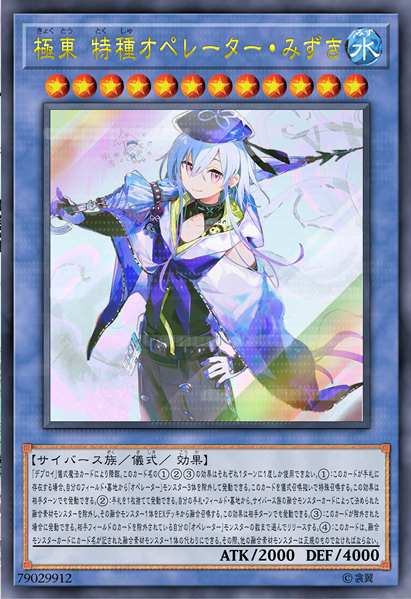 きょく とう とく しゅ
極東 特種オペレーター・みずき
みず
水
【サイバース族／儀式／効果】
「デプロイ」儀式魔法カードにより降臨。このカード名の①②③の効果はそれぞれ1ターンに1度しか使用できない。①:このカードが手札に
存在する場合、自分のフィールド・墓地から「オペレーター」モンスター3体を除外して発動できる。このカードを儀式召喚扱いで特殊召喚する。この効果は
相手ターンでも発動できる。②:手札を1枚捨てて発動できる。自分の手札・フィールド・墓地から、サイバース族の融合モンスターカードによって決められた
融合素材モンスターを除外し、その融合モンスター1体をEXデッキから融合召喚する。この効果は相手ターンでも発動できる。③:このカードが除外された
場合に発動できる。相手フィールドのカードを除外されている自分の「オペレーター」モンスターの数まで選んでリリースする。④:このカードは、融合
モンスターカードにカード名が記された融合素材モンスター1体の代わりにできる。その際、他の融合素材モンスターは正規のものでなければならない。
ATK/2000 DEF/4000
79029912